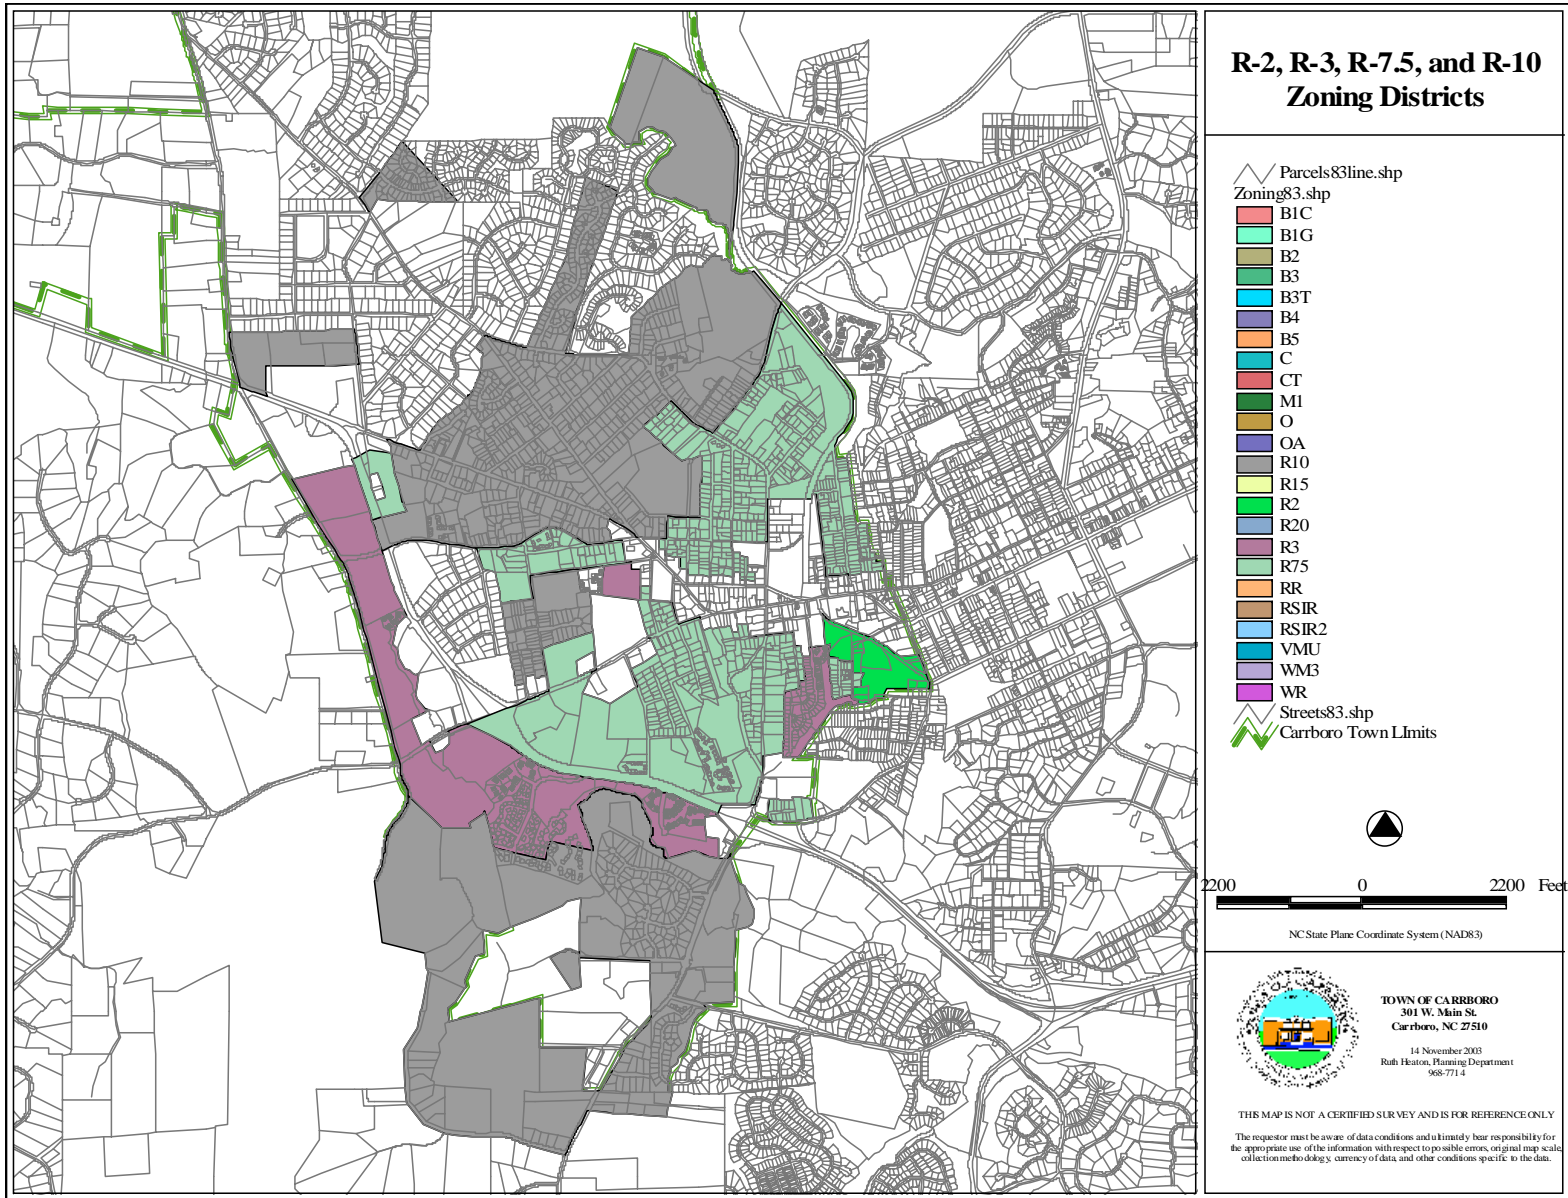 R-2, R-3, R-7.5, and R-10
Zoning Districts
Parcels83line.shp
Zoning83.shp
B1C
B1G
B2
B3
B3T
B4
B5
C
CT
M1
O
OA
R10
R15
R2
R20
R3
R75
RR
RSIR
RSIR2
VMU
WM3
WR
Streets83.shp
Carrboro Town LImits
2200 0 2200 Feet
NC State Plane Coordinate System (NAD83)
TOWN OF CARRBORO
301 W. Main St.
Carrboro, NC 27510
14 November 2003
Ruth Heaton, Planning Department
968-7714
THIS MAP IS NOT A CERTIFIED SURVEY AND IS FOR REFERENCE ONLY
The requestor must be aware of data conditions and ultimately bear responsibility for
the appropriate use of the information with respect to possible errors, original map scale,
collection methodology, currency of data, and other conditions specific to the data.